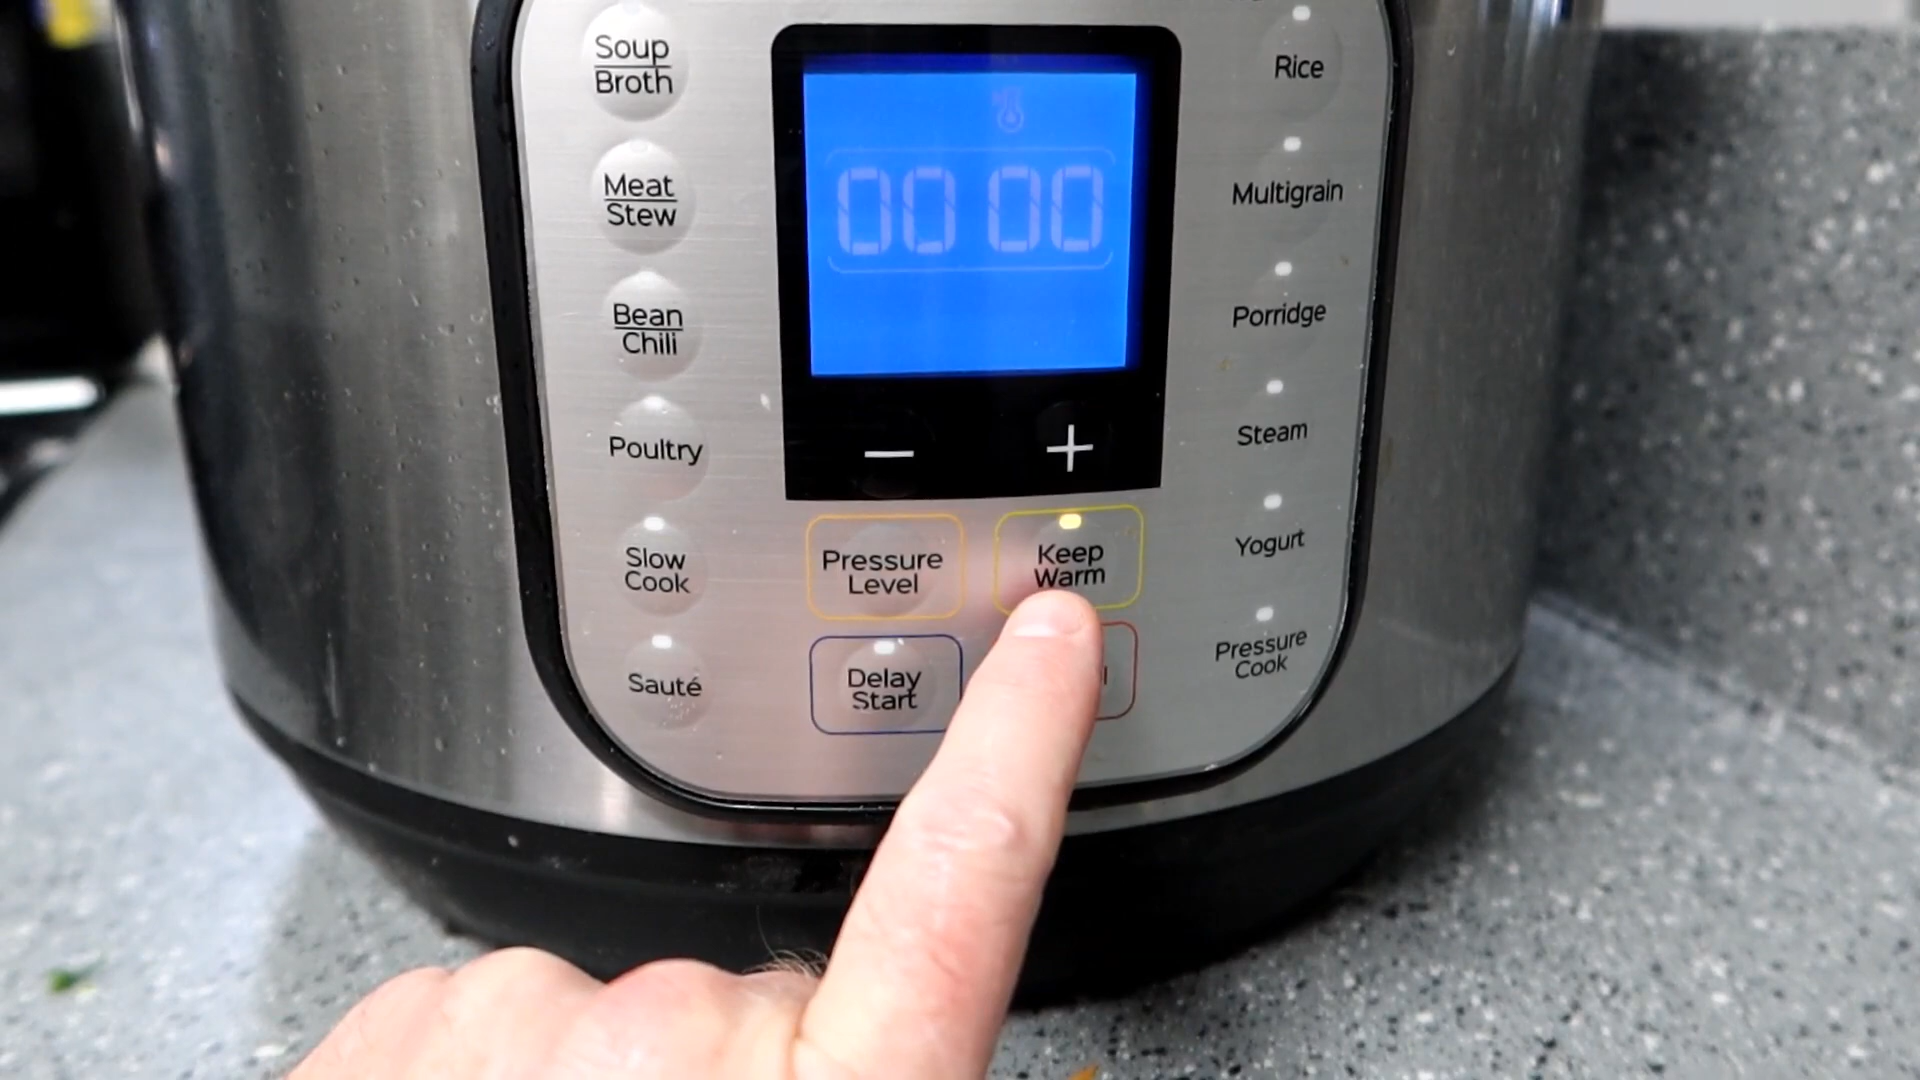 Soup
Broth
Meat
Stew
Bean
Chili
Poultry
Slow
Cook
Sauté
00 00
− +
Pressure
Level
Keep
Warm
Delay
Start
Rice
Multigrain
Porridge
Steam
Yogurt
Pressure
Cook